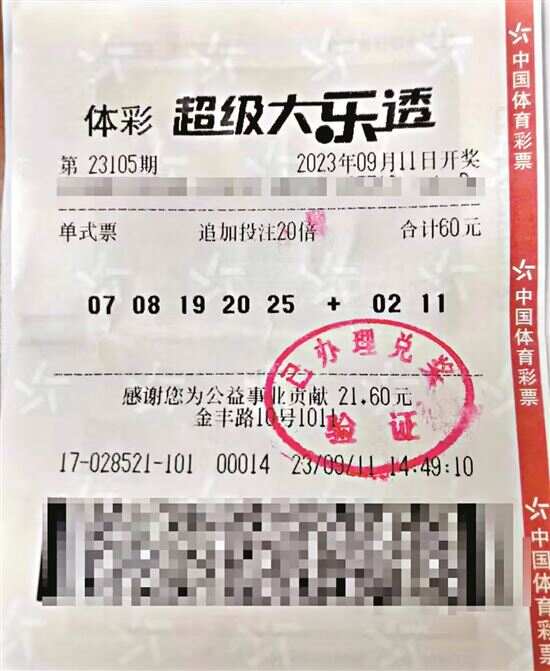 体彩 超级大乐透
第 23105期 2023年09月11日开奖
单式票 追加投注20倍 合计60元
07 08 19 20 25 + 02 11
感谢您为公益事业贡献 21.60元
金丰路10号1011
17-028521-101 00014 23/09/11 14:49:10
已办理兑奖
验证
中国体育彩票
中国体育彩票
中国体育彩票